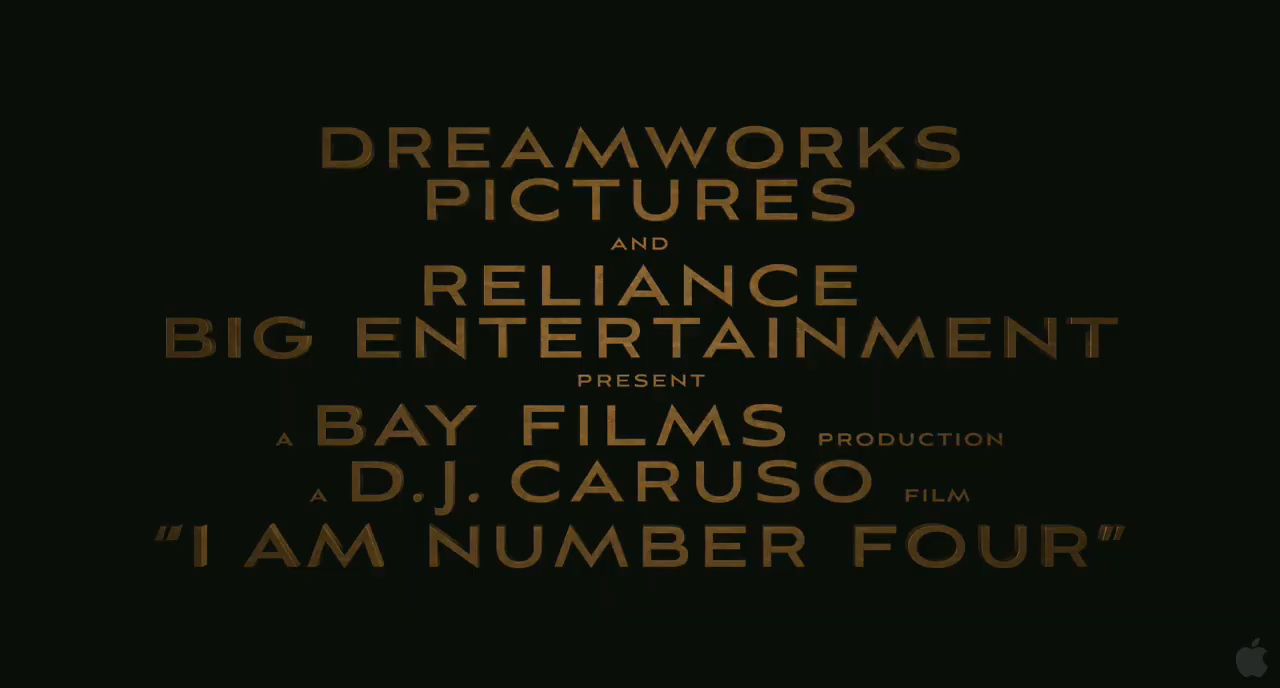 DREAMWORKS
PICTURES
AND
RELIANCE
BIG ENTERTAINMENT
PRESENT
A BAY FILMS PRODUCTION
A D.J. CARUSO FILM
"I AM NUMBER FOUR"